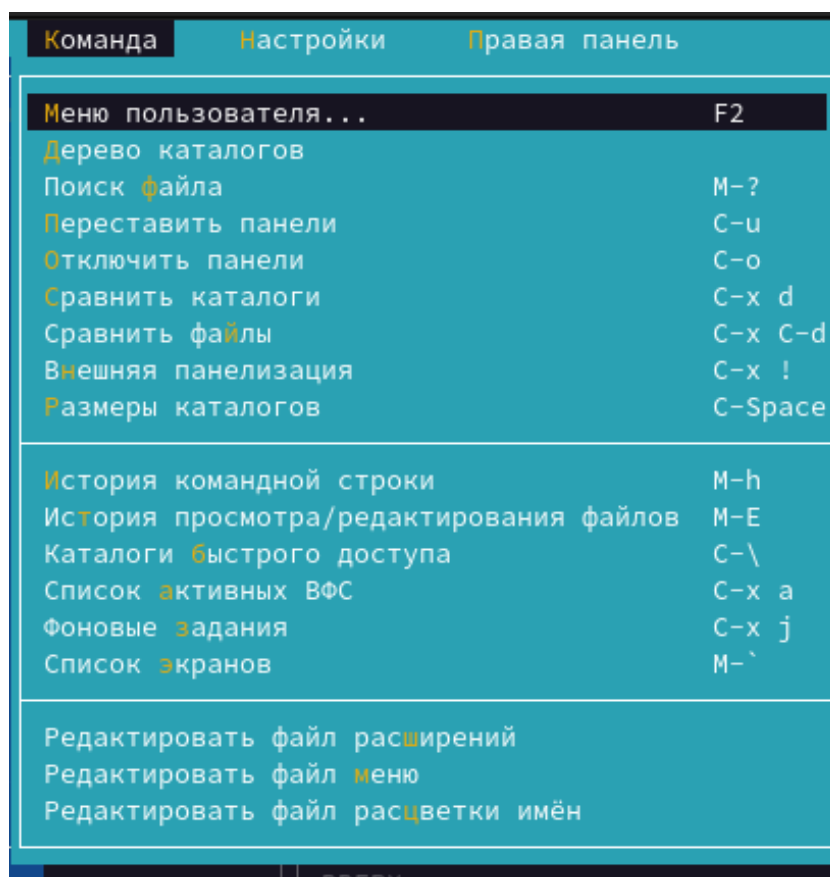 Команда Настройки Правая панель
Меню пользователя... F2
Дерево каталогов
Поиск файла M-?
Переставить панели C-u
Отключить панели C-o
Сравнить каталоги C-x d
Сравнить файлы C-x C-d
Внешняя панелизация C-x !
Размеры каталогов C-Space
История командной строки M-h
История просмотра/редактирования файлов M-E
Каталоги быстрого доступа C-\
Список активных ВФС C-x a
Фоновые задания C-x j
Список экранов M-`
Редактировать файл расширений
Редактировать файл меню
Редактировать файл расцветки имён